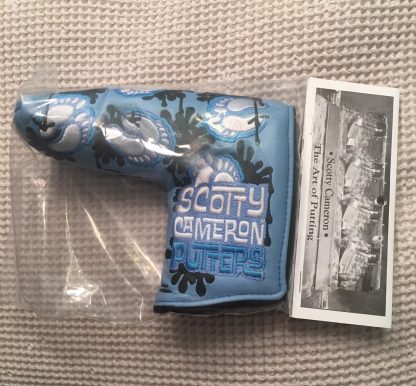 SCOTTY
CAMERON
PUTTERS
• Scotty Cameron •
The Art of Putting